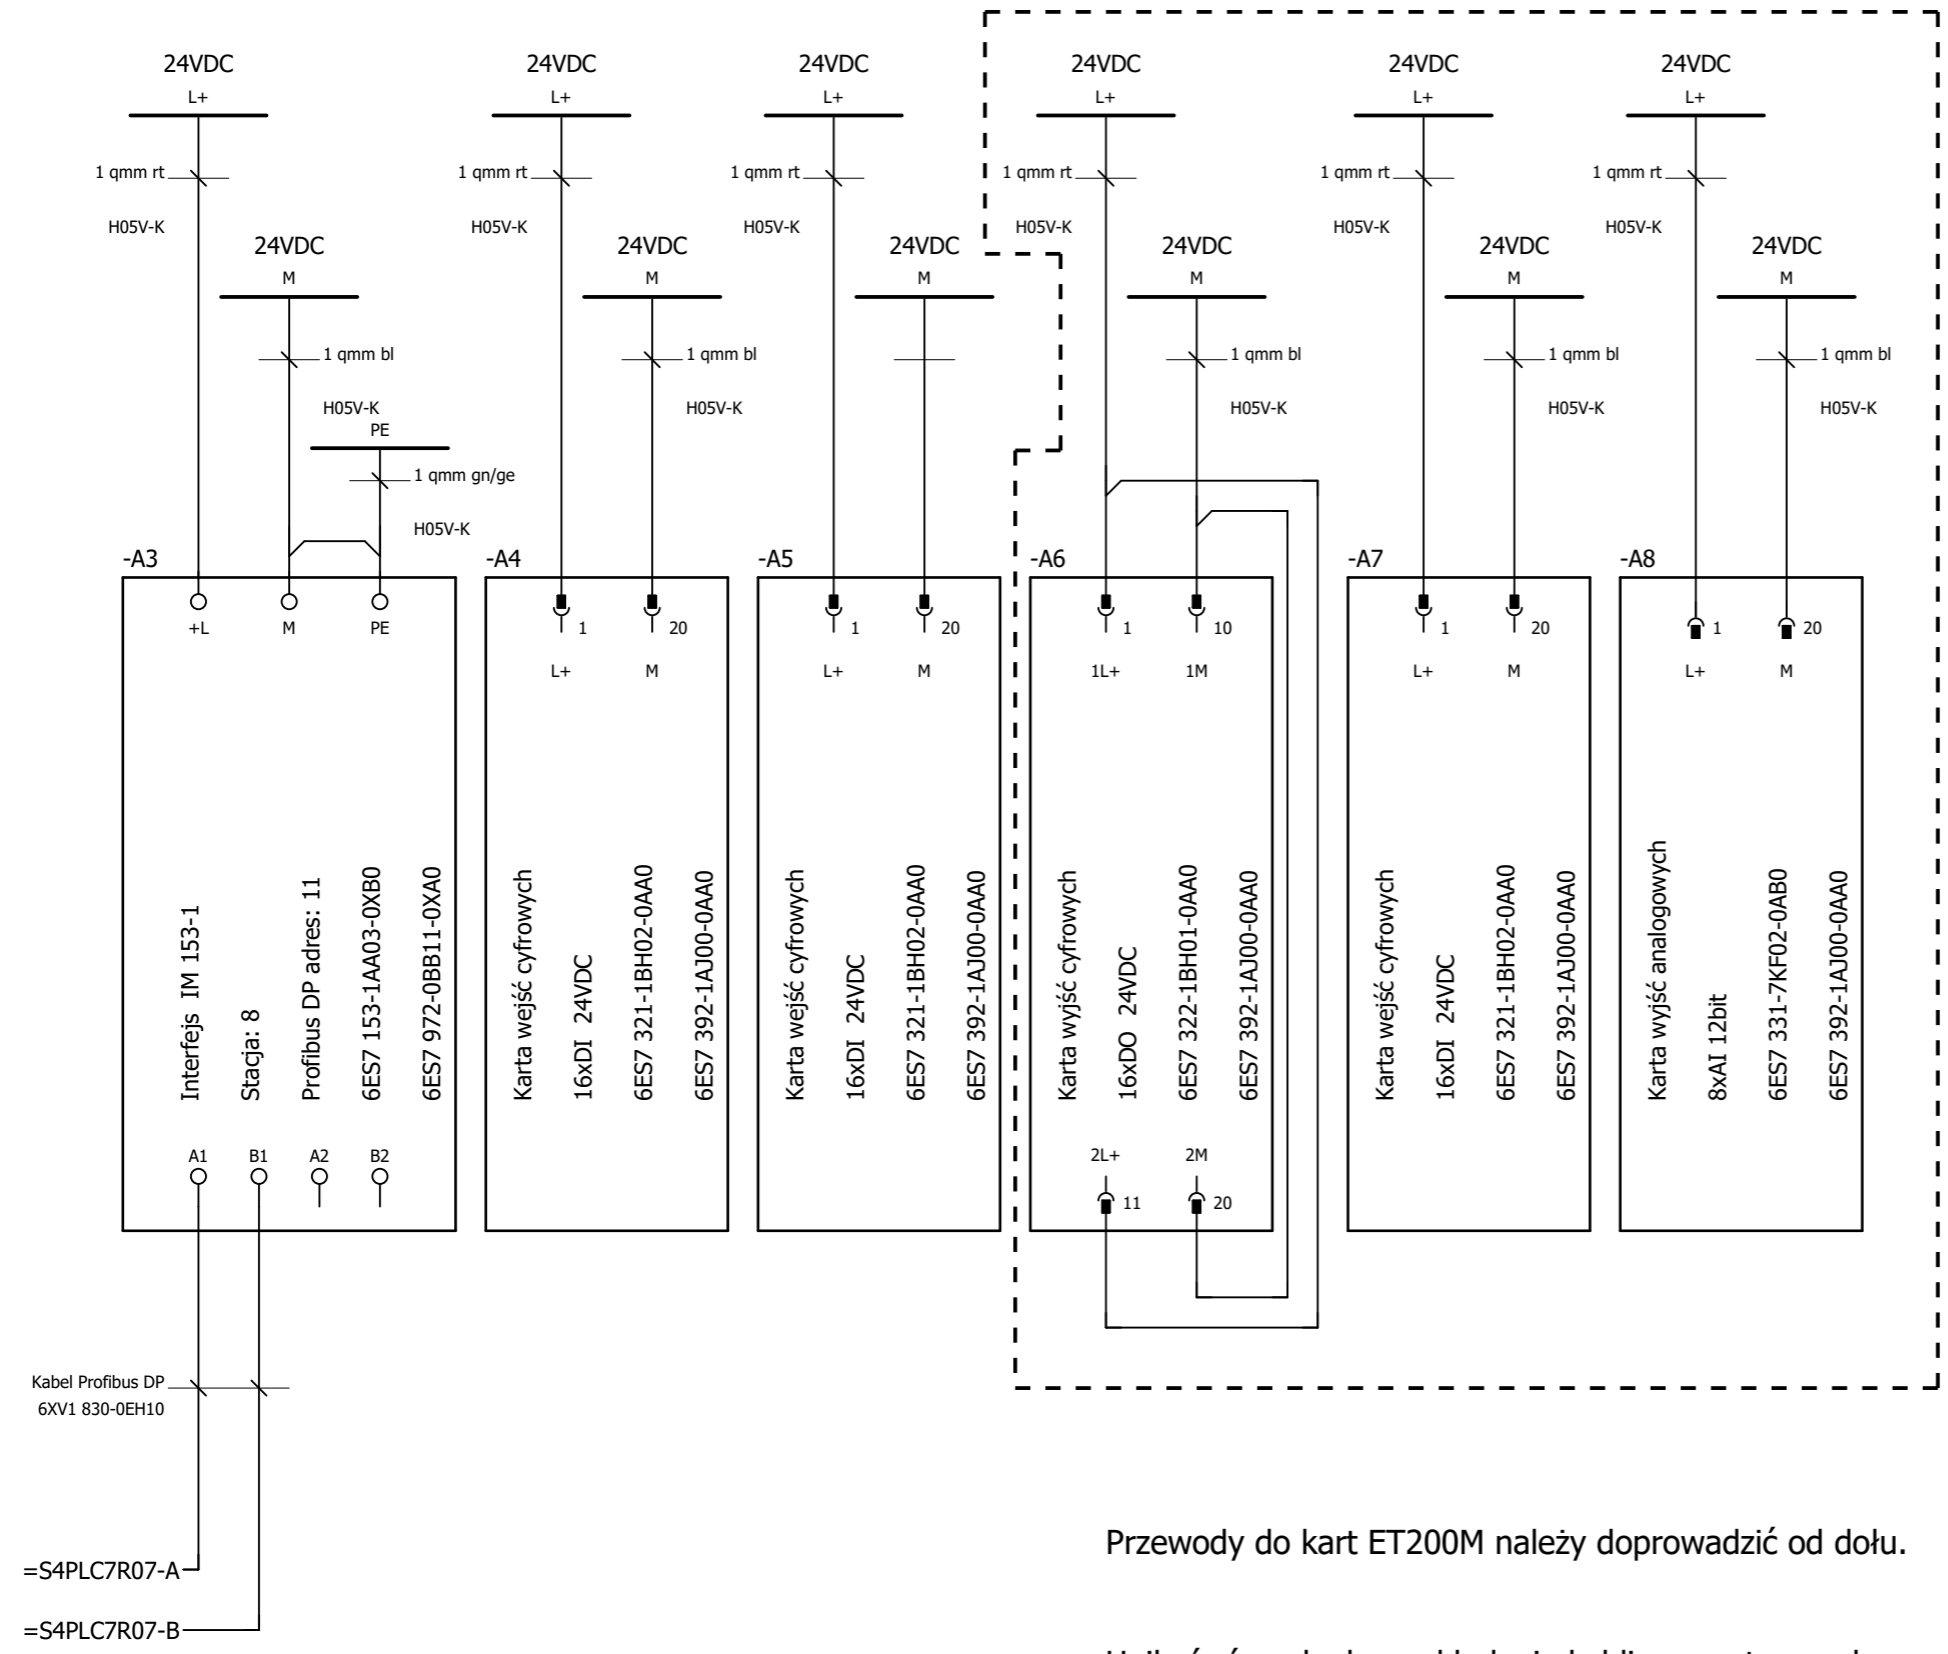 24VDC 24VDC 24VDC 24VDC 24VDC 24VDC
L+ L+ L+ L+ L+ L+
1 qmm rt 1 qmm rt 1 qmm rt 1 qmm rt 1 qmm rt 1 qmm rt
H05V-K H05V-K H05V-K H05V-K H05V-K H05V-K
24VDC 24VDC 24VDC 24VDC 24VDC 24VDC
M M M M M M
1 qmm bl 1 qmm bl 1 qmm bl 1 qmm bl 1 qmm bl
H05V-K H05V-K H05V-K H05V-K H05V-K
PE
1 qmm gn/ge
H05V-K
-A3 -A4 -A5 -A6 -A7 -A8
+L M PE 1 20 1 20 1 10 1 20 1 20
L+ M L+ M 1L+ 1M L+ M L+ M
Interfejs IM 153-1
Stacja: 8
Profibus DP adres: 11
6ES7 153-1AA03-0XB0
6ES7 972-0BB11-0XA0
Karta wejść cyfrowych
16xDI 24VDC
6ES7 321-1BH02-0AA0
6ES7 392-1AJ00-0AA0
Karta wejść cyfrowych
16xDI 24VDC
6ES7 321-1BH02-0AA0
6ES7 392-1AJ00-0AA0
Karta wyjść cyfrowych
16xDO 24VDC
6ES7 322-1BH01-0AA0
6ES7 392-1AJ00-0AA0
Karta wejść cyfrowych
16xDI 24VDC
6ES7 321-1BH02-0AA0
6ES7 392-1AJ00-0AA0
Karta wyjść analogowych
8xAI 12bit
6ES7 331-7KF02-0AB0
6ES7 392-1AJ00-0AA0
A1 B1 A2 B2 2L+ 2M
11 20
Kabel Profibus DP
6XV1 830-0EH10
Przewody do kart ET200M należy doprowadzić od dołu.
=S4PLC7R07-A
=S4PLC7R07-B